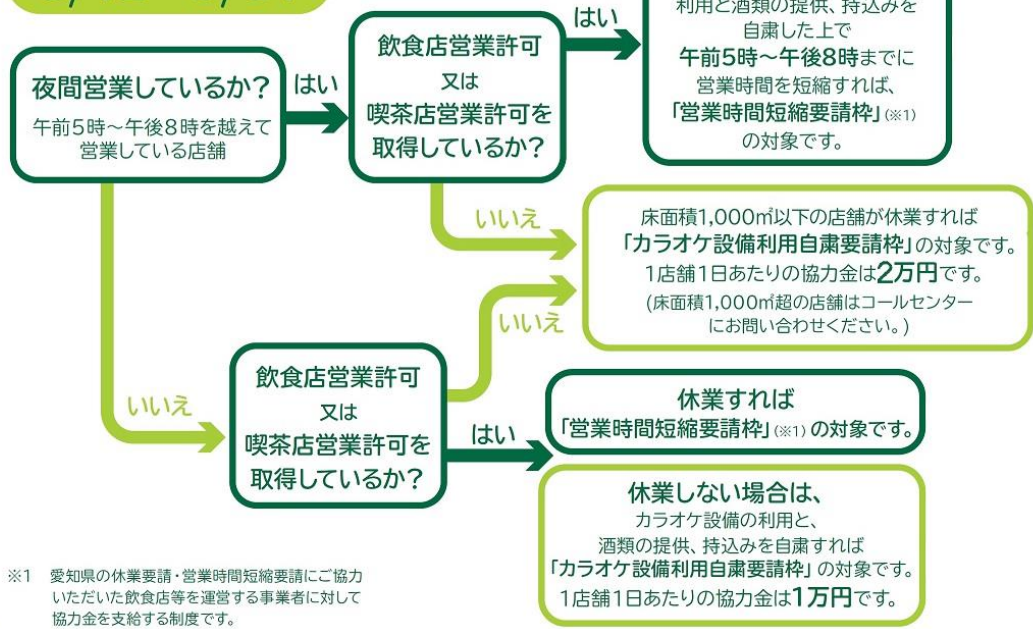 はい
利用と酒類の提供、持込みを
自粛した上で
午前5時～午後8時までに
営業時間を短縮すれば、
「営業時間短縮要請枠」(※1)
の対象です。
夜間営業しているか?
午前5時～午後8時を越えて
営業している店舗
はい
飲食店営業許可
又は
喫茶店営業許可を
取得しているか?
いいえ
床面積1,000㎡以下の店舗が休業すれば
「カラオケ設備利用自粛要請枠」の対象です。
1店舗1日あたりの協力金は2万円です。
(床面積1,000㎡超の店舗はコールセンター
にお問い合わせください。)
いいえ
いいえ
飲食店営業許可
又は
喫茶店営業許可を
取得しているか?
はい
休業すれば
「営業時間短縮要請枠」(※1)の対象です。
休業しない場合は、
カラオケ設備の利用と、
酒類の提供、持込みを自粛すれば
「カラオケ設備利用自粛要請枠」の対象です。
1店舗1日あたりの協力金は1万円です。
※1 愛知県の休業要請・営業時間短縮要請にご協力
いただいた飲食店等を運営する事業者に対して
協力金を支給する制度です。